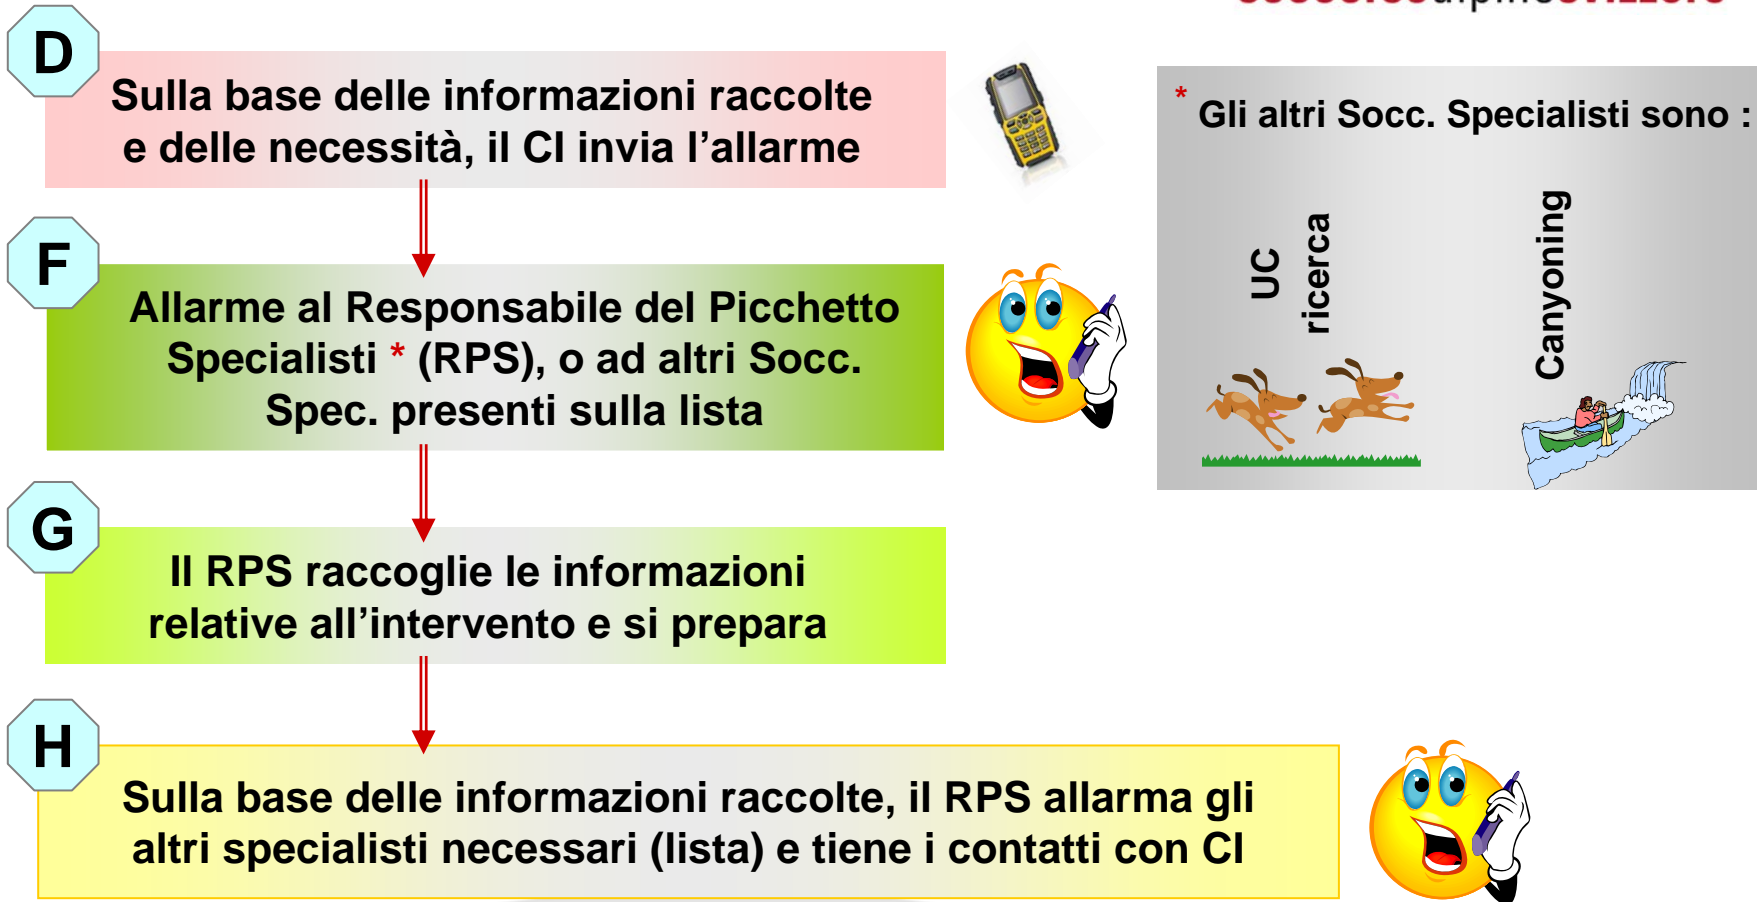 D
Sulla base delle informazioni raccolte
e delle necessità, il CI invia l’allarme
F
Allarme al Responsabile del Picchetto
Specialisti * (RPS), o ad altri Socc.
Spec. presenti sulla lista
G
Il RPS raccoglie le informazioni
relative all’intervento e si prepara
H
Sulla base delle informazioni raccolte, il RPS allarma gli
altri specialisti necessari (lista) e tiene i contatti con CI
* Gli altri Socc. Specialisti sono :
UC
ricerca
Canyoning